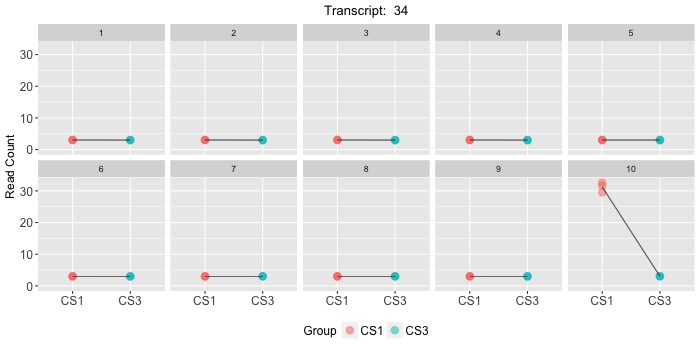 Transcript: 34
1 2 3 4 5
30
20
10
0
Read Count
6 7 8 9 10
30
20
10
0
CS1 CS3 CS1 CS3 CS1 CS3 CS1 CS3 CS1 CS3
Group CS1 CS3